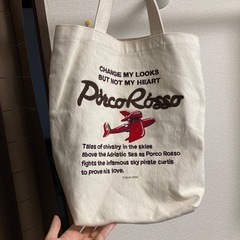 CHANGE MY LOOKS
BUT NOT MY HEART
Porco Rosso
Tales of chivalry in the skies
above the Adriatic Sea as Porco Rosso
fights the infamous sky pirate curtis
to prove his love.